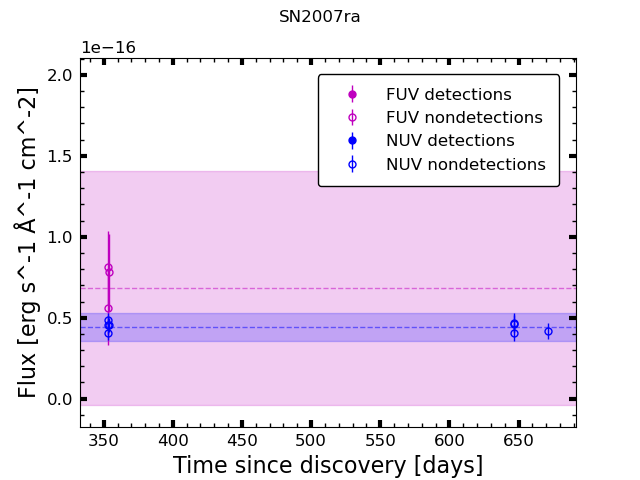 SN2007ra
1e−16
2.0
1.5
1.0
0.5
0.0
Flux [erg s^-1 Å^-1 cm^-2]
FUV detections
FUV nondetections
NUV detections
NUV nondetections
350 400 450 500 550 600 650
Time since discovery [days]